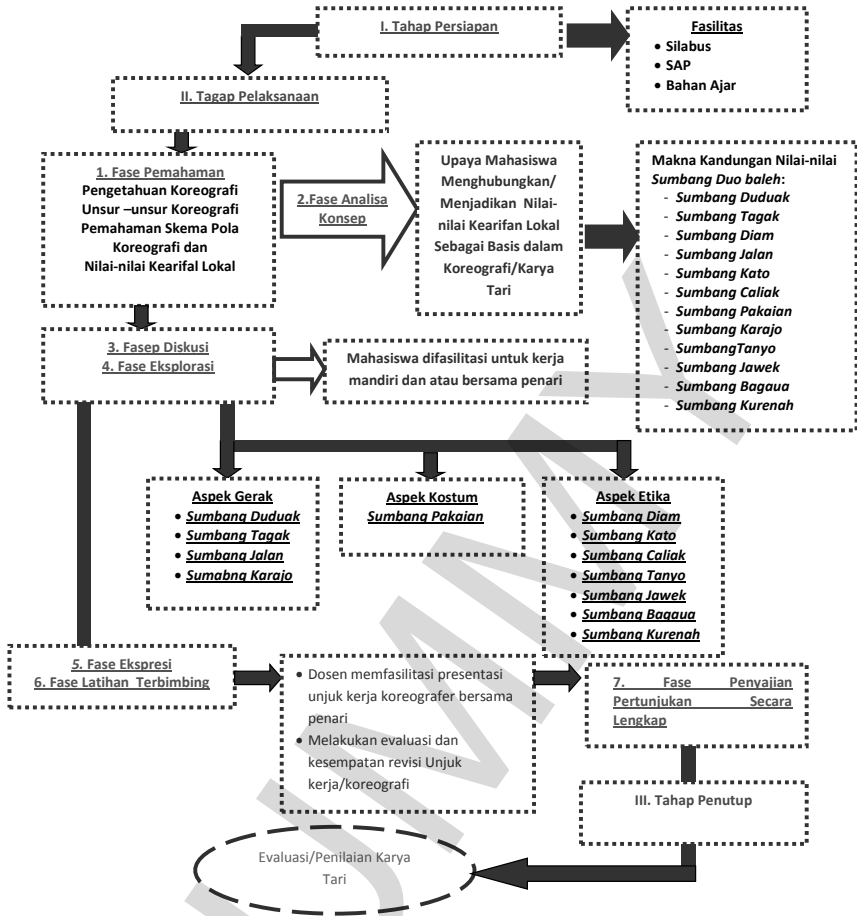 I. Tahap Persiapan
Fasilitas
• Silabus
• SAP
• Bahan Ajar
II. Tagap Pelaksanaan
1. Fase Pemahaman
Pengetahuan Koreografi
Unsur –unsur Koreografi
Pemahaman Skema Pola
Koreografi dan
Nilai-nilai Kearifal Lokal
2.Fase Analisa
Konsep
Upaya Mahasiswa
Menghubungkan/
Menjadikan Nilai-
nilai Kearifan Lokal
Sebagai Basis dalam
Koreografi/Karya
Tari
Makna Kandungan Nilai-nilai
Sumbang Duo baleh:
- Sumbang Duduak
- Sumbang Tagak
- Sumbang Diam
- Sumbang Jalan
- Sumbang Kato
- Sumbang Caliak
- Sumbang Pakaian
- Sumbang Karajo
- SumbangTanyo
- Sumbang Jawek
- Sumbang Bagaua
- Sumbang Kurenah
3. Fasep Diskusi
4. Fase Eksplorasi
Mahasiswa difasilitasi untuk kerja
mandiri dan atau bersama penari
Aspek Gerak
• Sumbang Duduak
• Sumbang Tagak
• Sumbang Jalan
• Sumabng Karajo
Aspek Kostum
Sumbang Pakaian
Aspek Etika
• Sumbang Diam
• Sumbang Kato
• Sumbang Caliak
• Sumbang Tanyo
• Sumbang Jawek
• Sumbang Bagaua
• Sumbang Kurenah
5. Fase Ekspresi
6. Fase Latihan Terbimbing
• Dosen memfasilitasi presentasi
unjuk kerja koreografer bersama
penari
• Melakukan evaluasi dan
kesempatan revisi Unjuk
kerja/koreografi
7. Fase Penyajian
Pertunjukan Secara
Lengkap
III. Tahap Penutup
Evaluasi/Penilaian Karya
Tari
UMMY